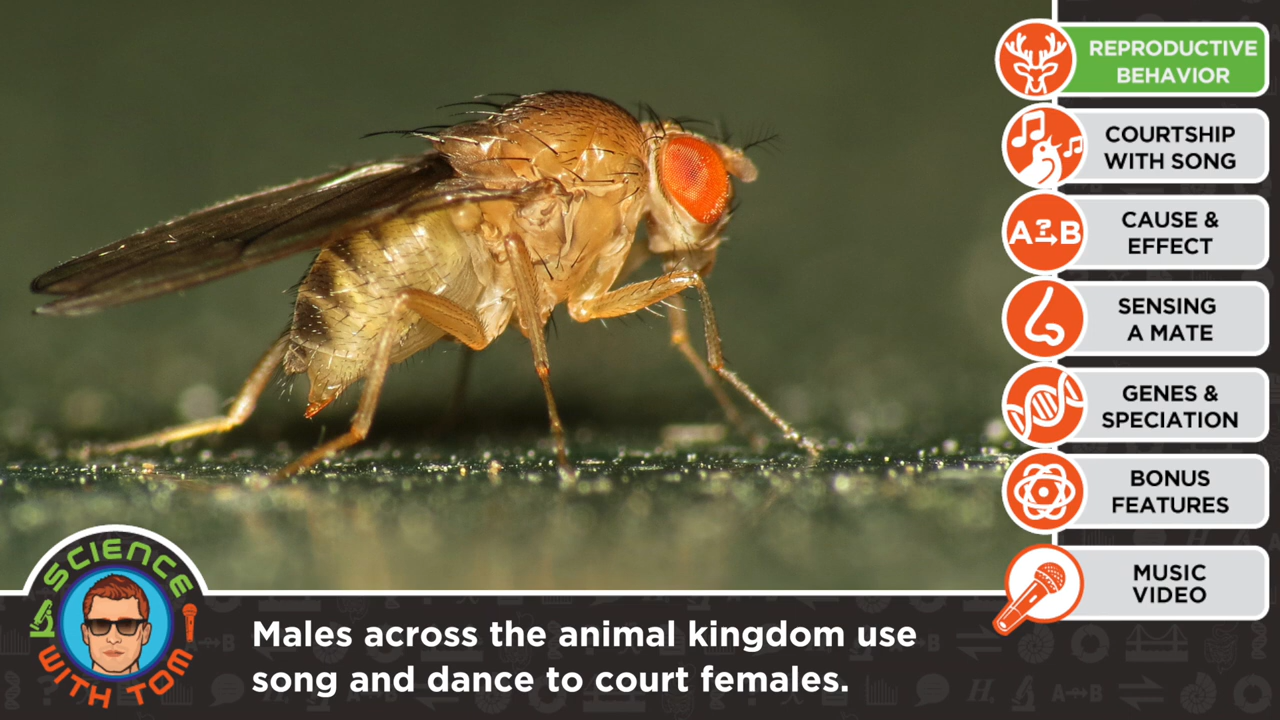 REPRODUCTIVE
BEHAVIOR
COURTSHIP
WITH SONG
A?B
CAUSE &
EFFECT
SENSING
A MATE
GENES &
SPECIATION
BONUS
FEATURES
MUSIC
VIDEO
SCIENCE
WITH TOM
Males across the animal kingdom use
song and dance to court females.